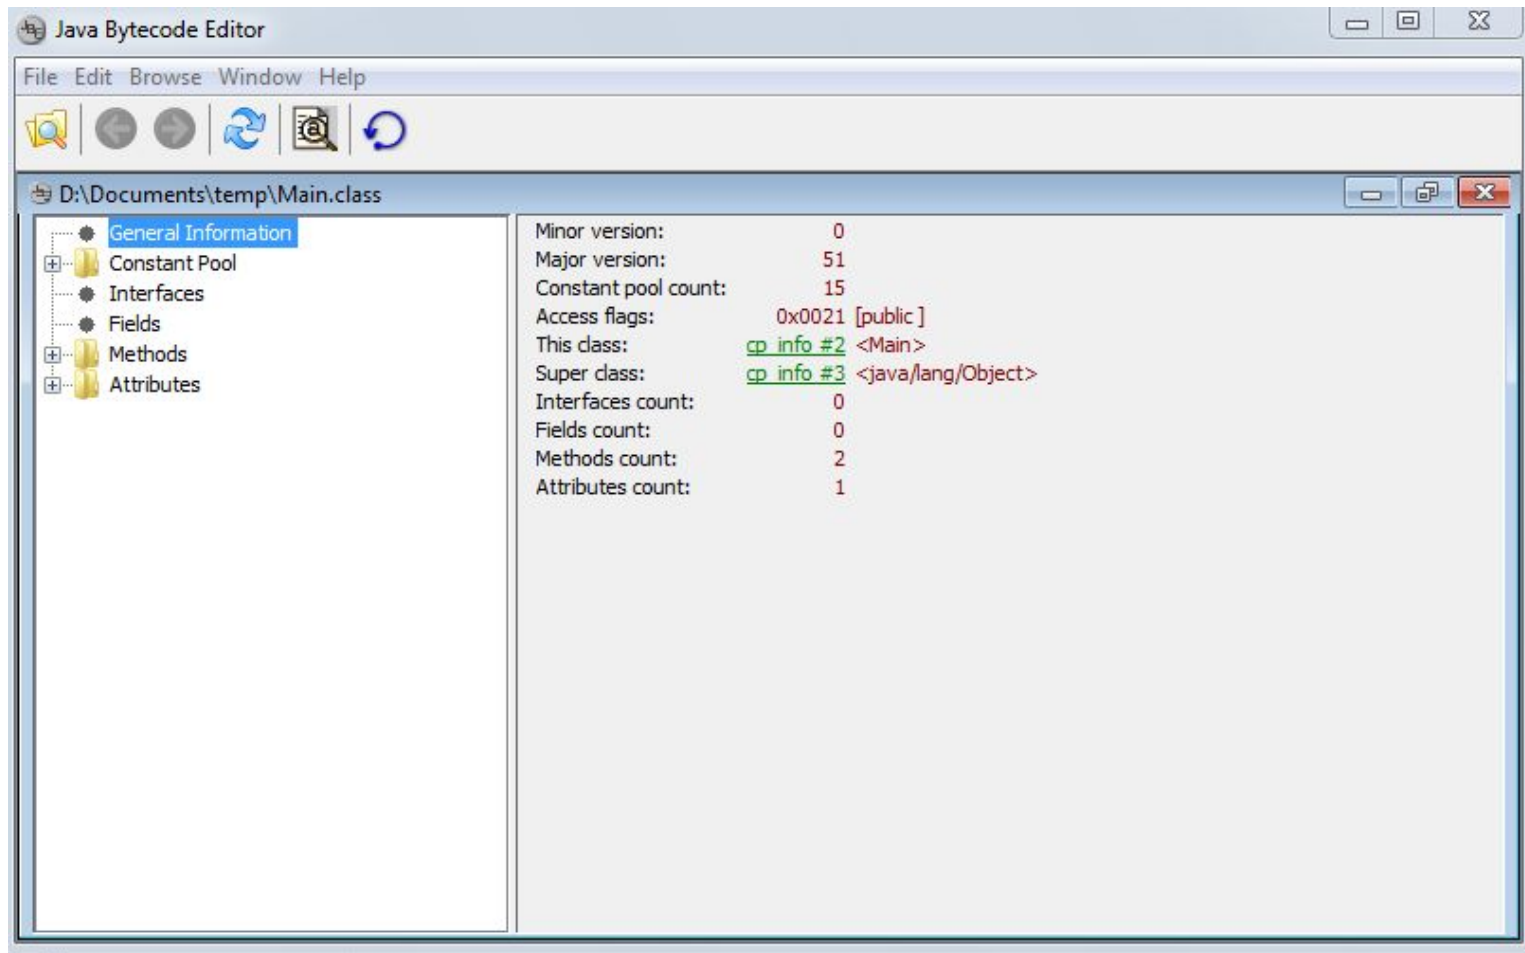 Java Bytecode Editor
File Edit Browse Window Help
D:\Documents\temp\Main.class
General Information
Constant Pool
Interfaces
Fields
Methods
Attributes
Minor version: 0
Major version: 51
Constant pool count: 15
Access flags: 0x0021 [public ]
This class: cp_info #2 <Main>
Super class: cp_info #3 <java/lang/Object>
Interfaces count: 0
Fields count: 0
Methods count: 2
Attributes count: 1